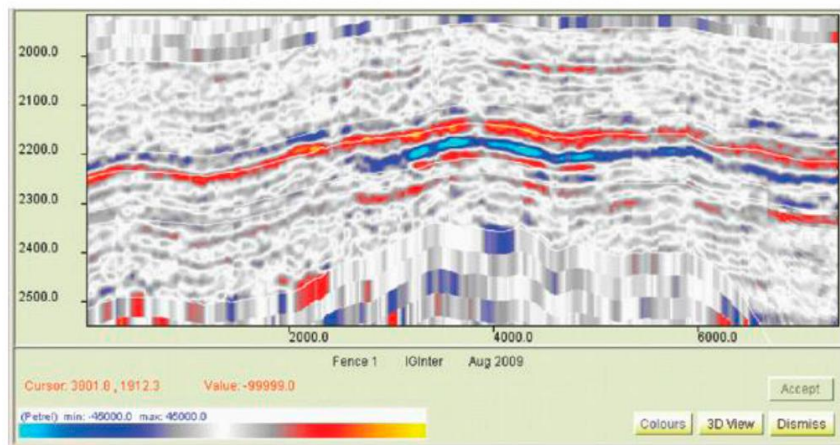 2000.0
2100.0
2200.0
2300.0
2400.0
2500.0
2000.0 4000.0 6000.0
Fence 1 IGInter Aug 2009
Cursor: 3801.8 , 1912.3 Value: -99999.0 Accept
(Petrel) min: -45000.0 max: 45000.0
Colours 3D View Dismiss